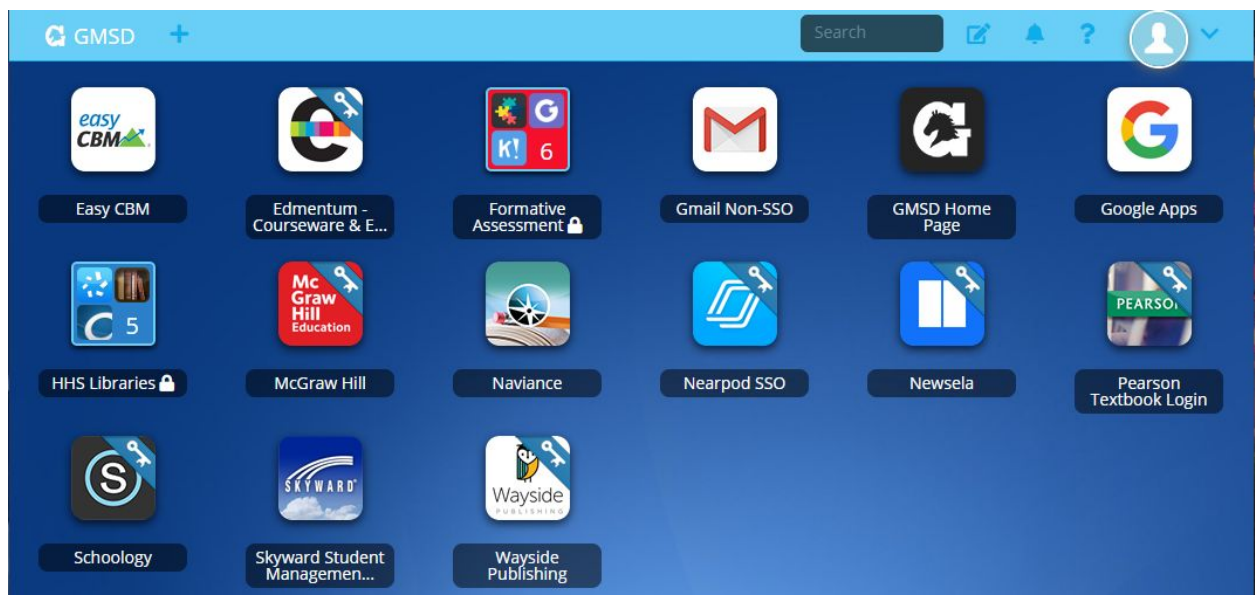 GMSD +
Search
?
easy
CBM
K! G 6
Easy CBM
Edmentum -
Courseware & E...
Formative
Assessment
Gmail Non-SSO
GMSD Home
Page
Google Apps
5
Mc
Graw
Hill
Education
PEARSO
HHS Libraries
McGraw Hill
Naviance
Nearpod SSO
Newsela
Pearson
Textbook Login
S
SKYWARD
Wayside
PUBLISHING
Schoology
Skyward Student
Managemen...
Wayside
Publishing